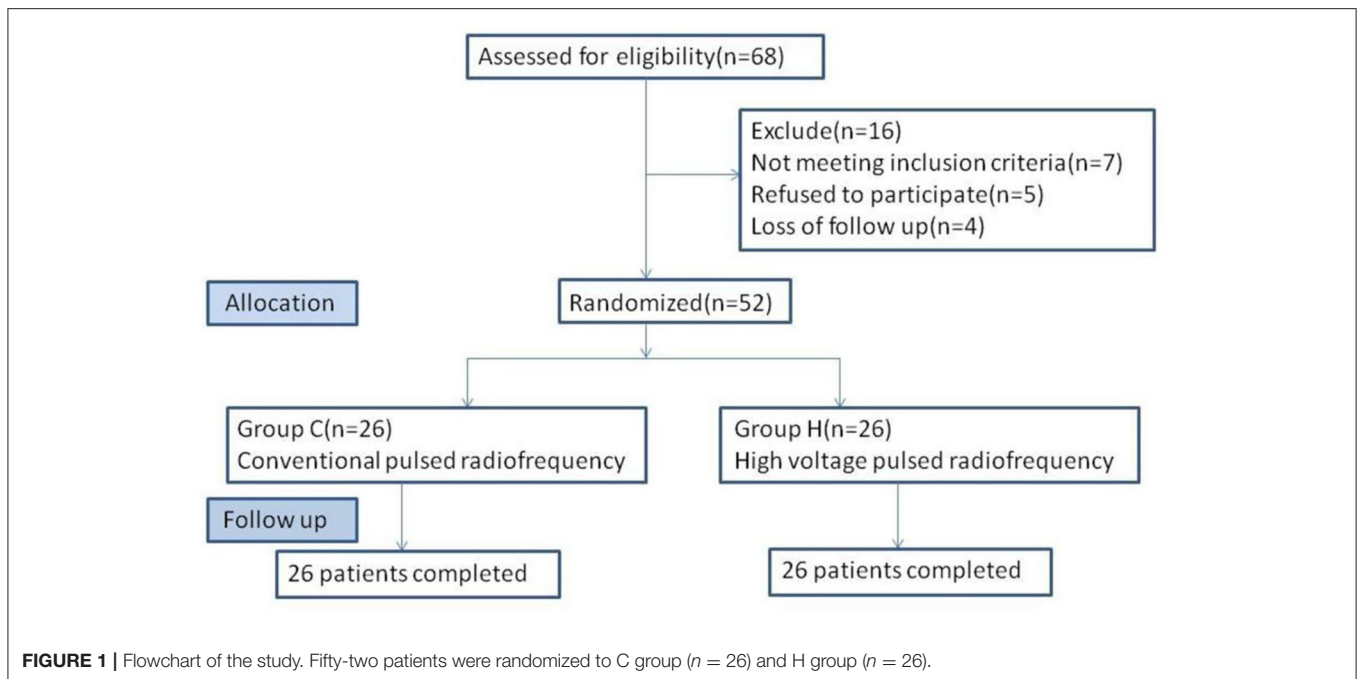 Assessed for eligibility(n=68)
Exclude(n=16)
Not meeting inclusion criteria(n=7)
Refused to participate(n=5)
Loss of follow up(n=4)
Allocation
Randomized(n=52)
Group C(n=26)
Conventional pulsed radiofrequency
Group H(n=26)
High voltage pulsed radiofrequency
Follow up
26 patients completed
26 patients completed
FIGURE 1 | Flowchart of the study. Fifty-two patients were randomized to C group (n = 26) and H group (n = 26).